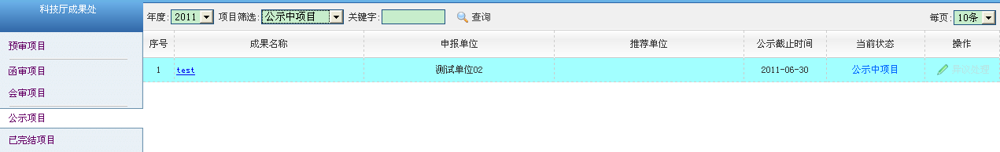 科技厅成果处
预审项目
函审项目
会审项目
公示项目
已完结项目
年度: 2011 项目筛选: 公示中项目 关键字: 查询 每页: 10条
序号 成果名称 申报单位 推荐单位 公示截止时间 当前状态 操作
1 test 测试单位02 2011-06-30 公示中项目 异议处理